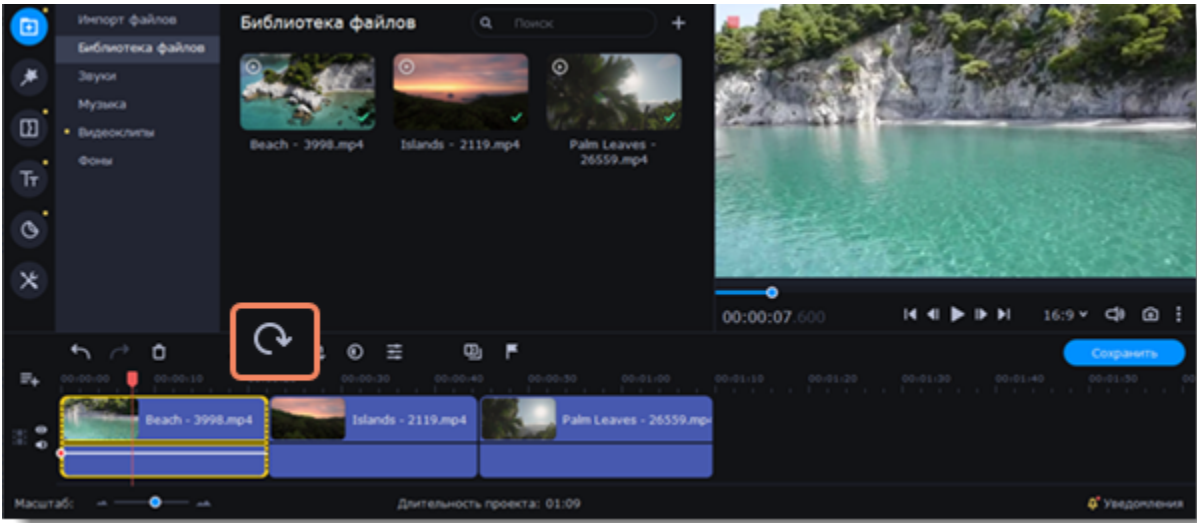 Импорт файлов
Библиотека файлов
Звуки
Музыка
Видеоклипы
Фоны
Библиотека файлов
Поиск
Beach - 3998.mp4
Islands - 2119.mp4
Palm Leaves -
26559.mp4
00:00:07.600
16:9
Сохранить
00:00:00
00:00:10
00:00:30
00:00:40
00:00:50
00:01:00
00:01:10
00:01:20
00:01:30
00:01:40
00:01:50
Beach - 3998.mp4
Islands - 2119.mp4
Palm Leaves - 26559.mp
Масштаб:
Длительность проекта: 01:09
Уведомления